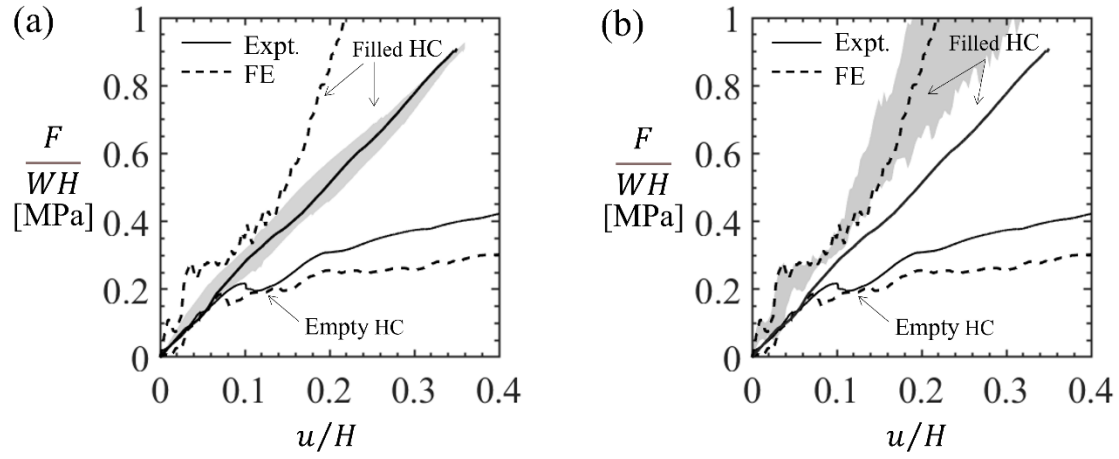 (a)
Expt.
FE
Filled HC
Empty HC
F
WH
[MPa]
1
0.8
0.6
0.4
0.2
0
0
0.1
0.2
0.3
0.4
u/H
(b)
Expt.
FE
Filled HC
Empty HC
F
WH
[MPa]
1
0.8
0.6
0.4
0.2
0
0
0.1
0.2
0.3
0.4
u/H